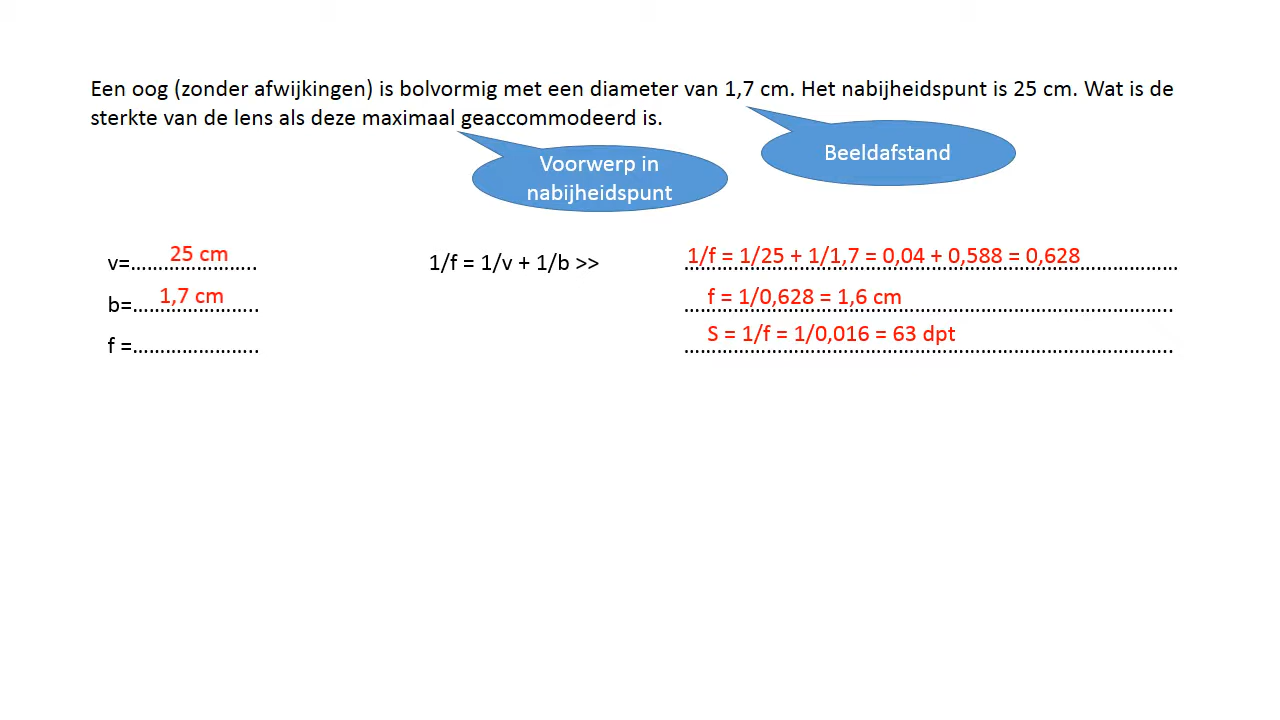 Een oog (zonder afwijkingen) is bolvormig met een diameter van 1,7 cm. Het nabijheidspunt is 25 cm. Wat is de
sterkte van de lens als deze maximaal geaccommodeerd is.
Voorwerp in
nabijheidspunt
Beeldafstand
v=....................... 25 cm
b=....................... 1,7 cm
f =.......................
1/f = 1/v + 1/b >>
1/f = 1/25 + 1/1,7 = 0,04 + 0,588 = 0,628
f = 1/0,628 = 1,6 cm
S = 1/f = 1/0,016 = 63 dpt